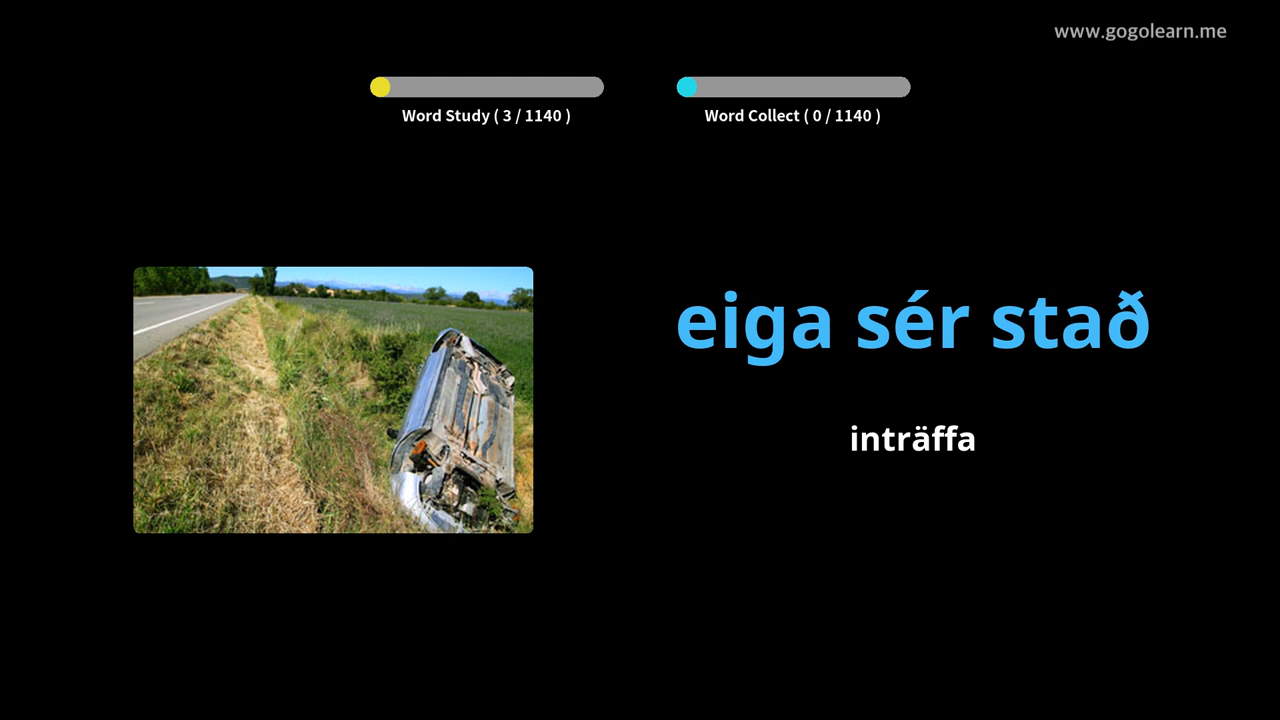 www.gogolearn.me
Word Study ( 3 / 1140 )
Word Collect ( 0 / 1140 )
eiga sér stað
inträffa